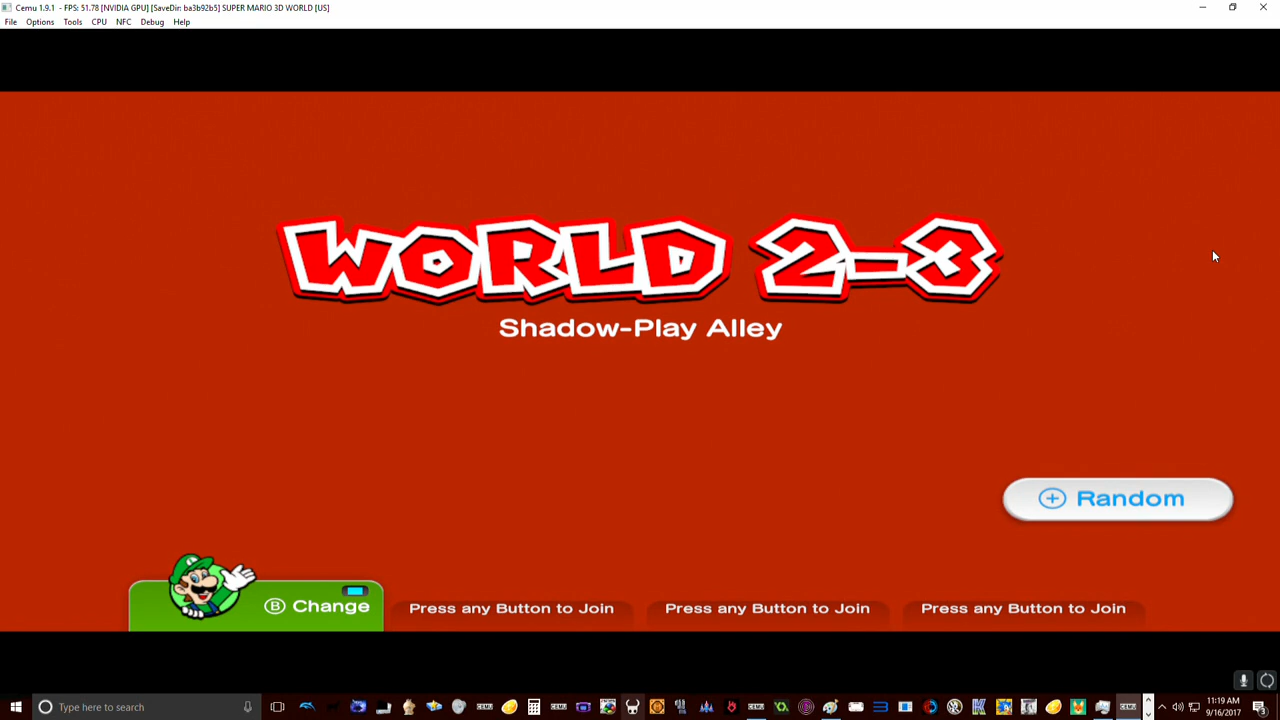 Cemu 1.9.1 - FPS: 51.78 [NVIDIA GPU] [SaveDir: ba3b92b5] SUPER MARIO 3D WORLD [US]
File Options Tools CPU NFC Debug Help
WORLD 2-3
Shadow-Play Alley
+ Random
B Change
Press any Button to Join
Press any Button to Join
Press any Button to Join
Type here to search
11:19 AM
9/16/2017
3